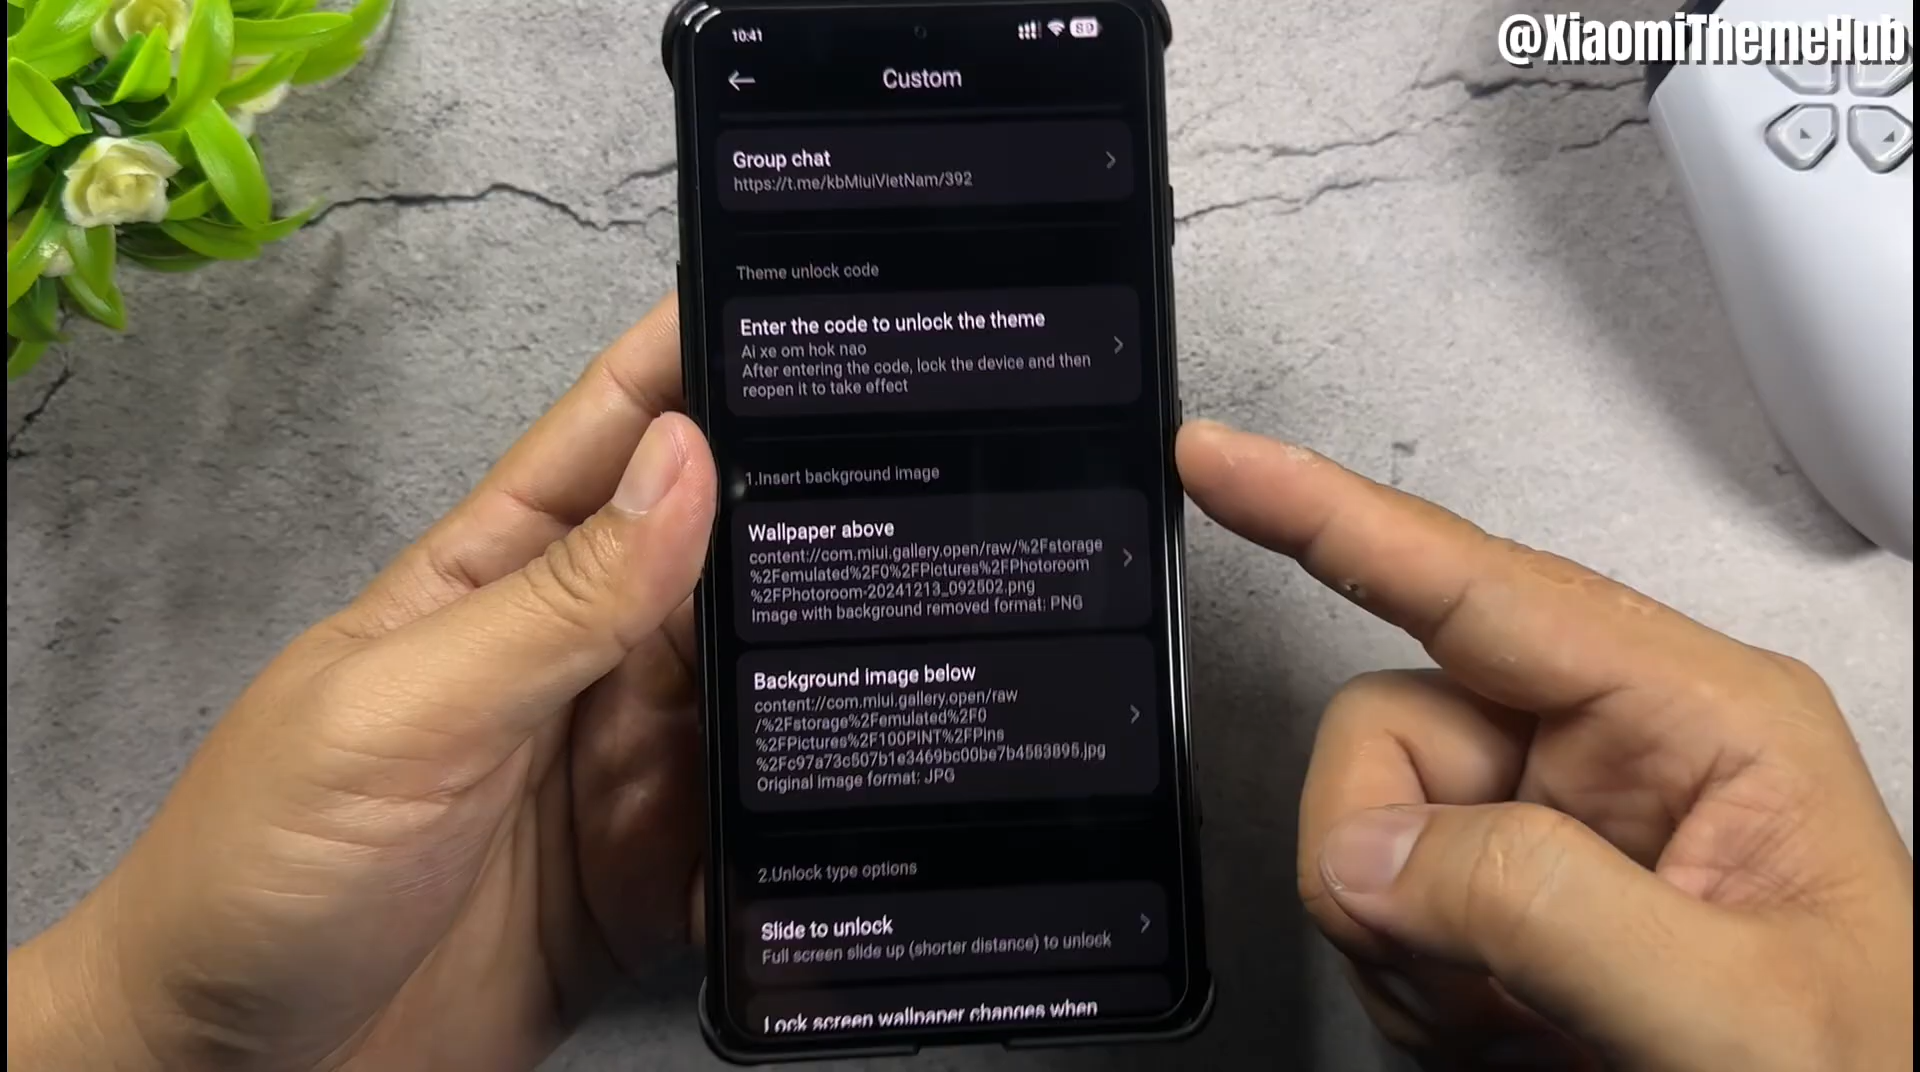 @XiaomiThemeHub
10:41
89
Custom
Group chat
https://t.me/kbMiuiVietNam/392
Theme unlock code
Enter the code to unlock the theme
Ai xe om hok nao
After entering the code, lock the device and then
reopen it to take effect
1.Insert background image
Wallpaper above
content://com.miui.gallery.open/raw/%2Fstorage
%2Femulated%2F0%2FPictures%2FPhotoroom
%2FPhotoroom-20241213_092502.png
Image with background removed format: PNG
Background image below
content://com.miui.gallery.open/raw
/%2Fstorage%2Femulated%2F0
%2FPictures%2F100PINT%2FPins
%2Fc97a73c507b1e3469bc00be7b4583895.jpg
Original image format: JPG
2.Unlock type options
Slide to unlock
Full screen slide up (shorter distance) to unlock
Lock screen wallpaper changes when